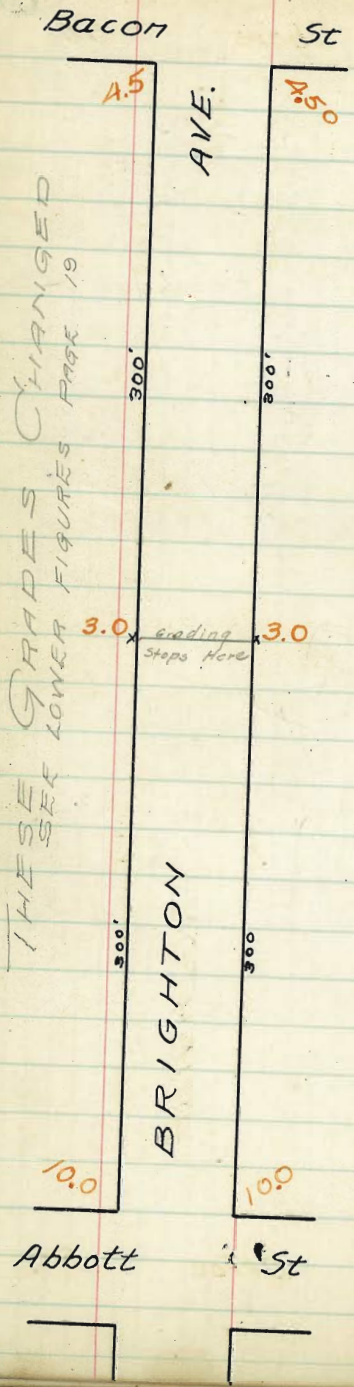 Bacon St
4.5 4.50
AVE.
300' 300'
THESE GRADES CHANGED
SEE LOWER FIGURES PAGE 19
3.0 Grading 3.0
Stops Here
300' 300
BRIGHTON
10.0 10.0
Abbott St